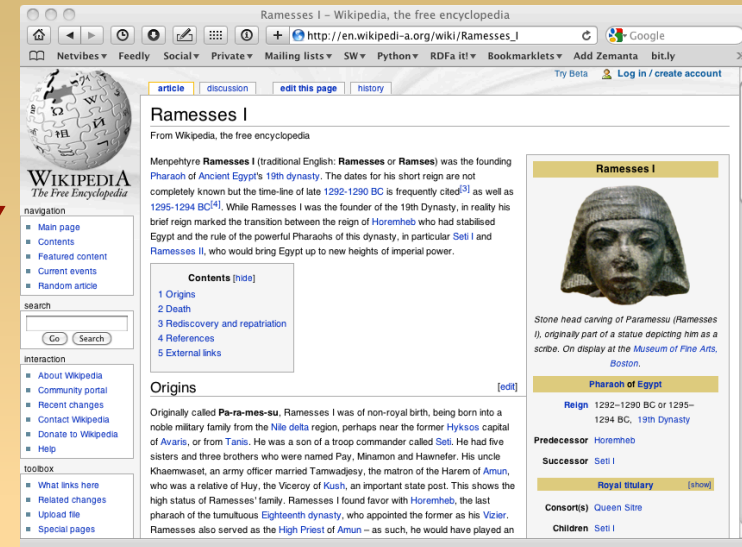 Ramesses I – Wikipedia, the free encyclopedia
http://en.wikipedi-a.org/wiki/Ramesses_I
Google
Netvibes Feedly Social Private Mailing lists SW Python RDFa it! Bookmarklets Add Zemanta bit.ly
Try Beta Log in / create account
article discussion edit this page history
WIKIPEDIA
The Free Encyclopedia
navigation
Main page
Contents
Featured content
Current events
Random article
search
Go Search
interaction
About Wikipedia
Community portal
Recent changes
Contact Wikipedia
Donate to Wikipedia
Help
toolbox
What links here
Related changes
Upload file
Special pages
Ramesses I
From Wikipedia, the free encyclopedia
Menpehtyre Ramesses I (traditional English: Ramesses or Ramses) was the founding
Pharaoh of Ancient Egypt's 19th dynasty. The dates for his short reign are not
completely known but the time-line of late 1292-1290 BC is frequently cited[3] as well as
1295-1294 BC[4]. While Ramesses I was the founder of the 19th Dynasty, in reality his
brief reign marked the transition between the reign of Horemheb who had stabilised
Egypt and the rule of the powerful Pharaohs of this dynasty, in particular Seti I and
Ramesses II, who would bring Egypt up to new heights of imperial power.
Contents [hide]
1 Origins
2 Death
3 Rediscovery and repatriation
4 References
5 External links
Origins [edit]
Originally called Pa-ra-mes-su, Ramesses I was of non-royal birth, being born into a
noble military family from the Nile delta region, perhaps near the former Hyksos capital
of Avaris, or from Tanis. He was a son of a troop commander called Seti. He had five
sisters and three brothers who were named Pay, Minamon and Hawnefer. His uncle
Khaemwaset, an army officer married Tamwadjesy, the matron of the Harem of Amun,
who was a relative of Huy, the Viceroy of Kush, an important state post. This shows the
high status of Ramesses' family. Ramesses I found favor with Horemheb, the last
pharaoh of the tumultuous Eighteenth dynasty, who appointed the former as his Vizier.
Ramesses also served as the High Priest of Amun – as such, he would have played an
Ramesses I
Stone head carving of Paramessu (Ramesses
I), originally part of a statue depicting him as a
scribe. On display at the Museum of Fine Arts,
Boston.
Pharaoh of Egypt
Reign 1292–1290 BC or 1295–
1294 BC, 19th Dynasty
Predecessor Horemheb
Successor Seti I
Royal titulary [show]
Consort(s) Queen Sitre
Children Seti I